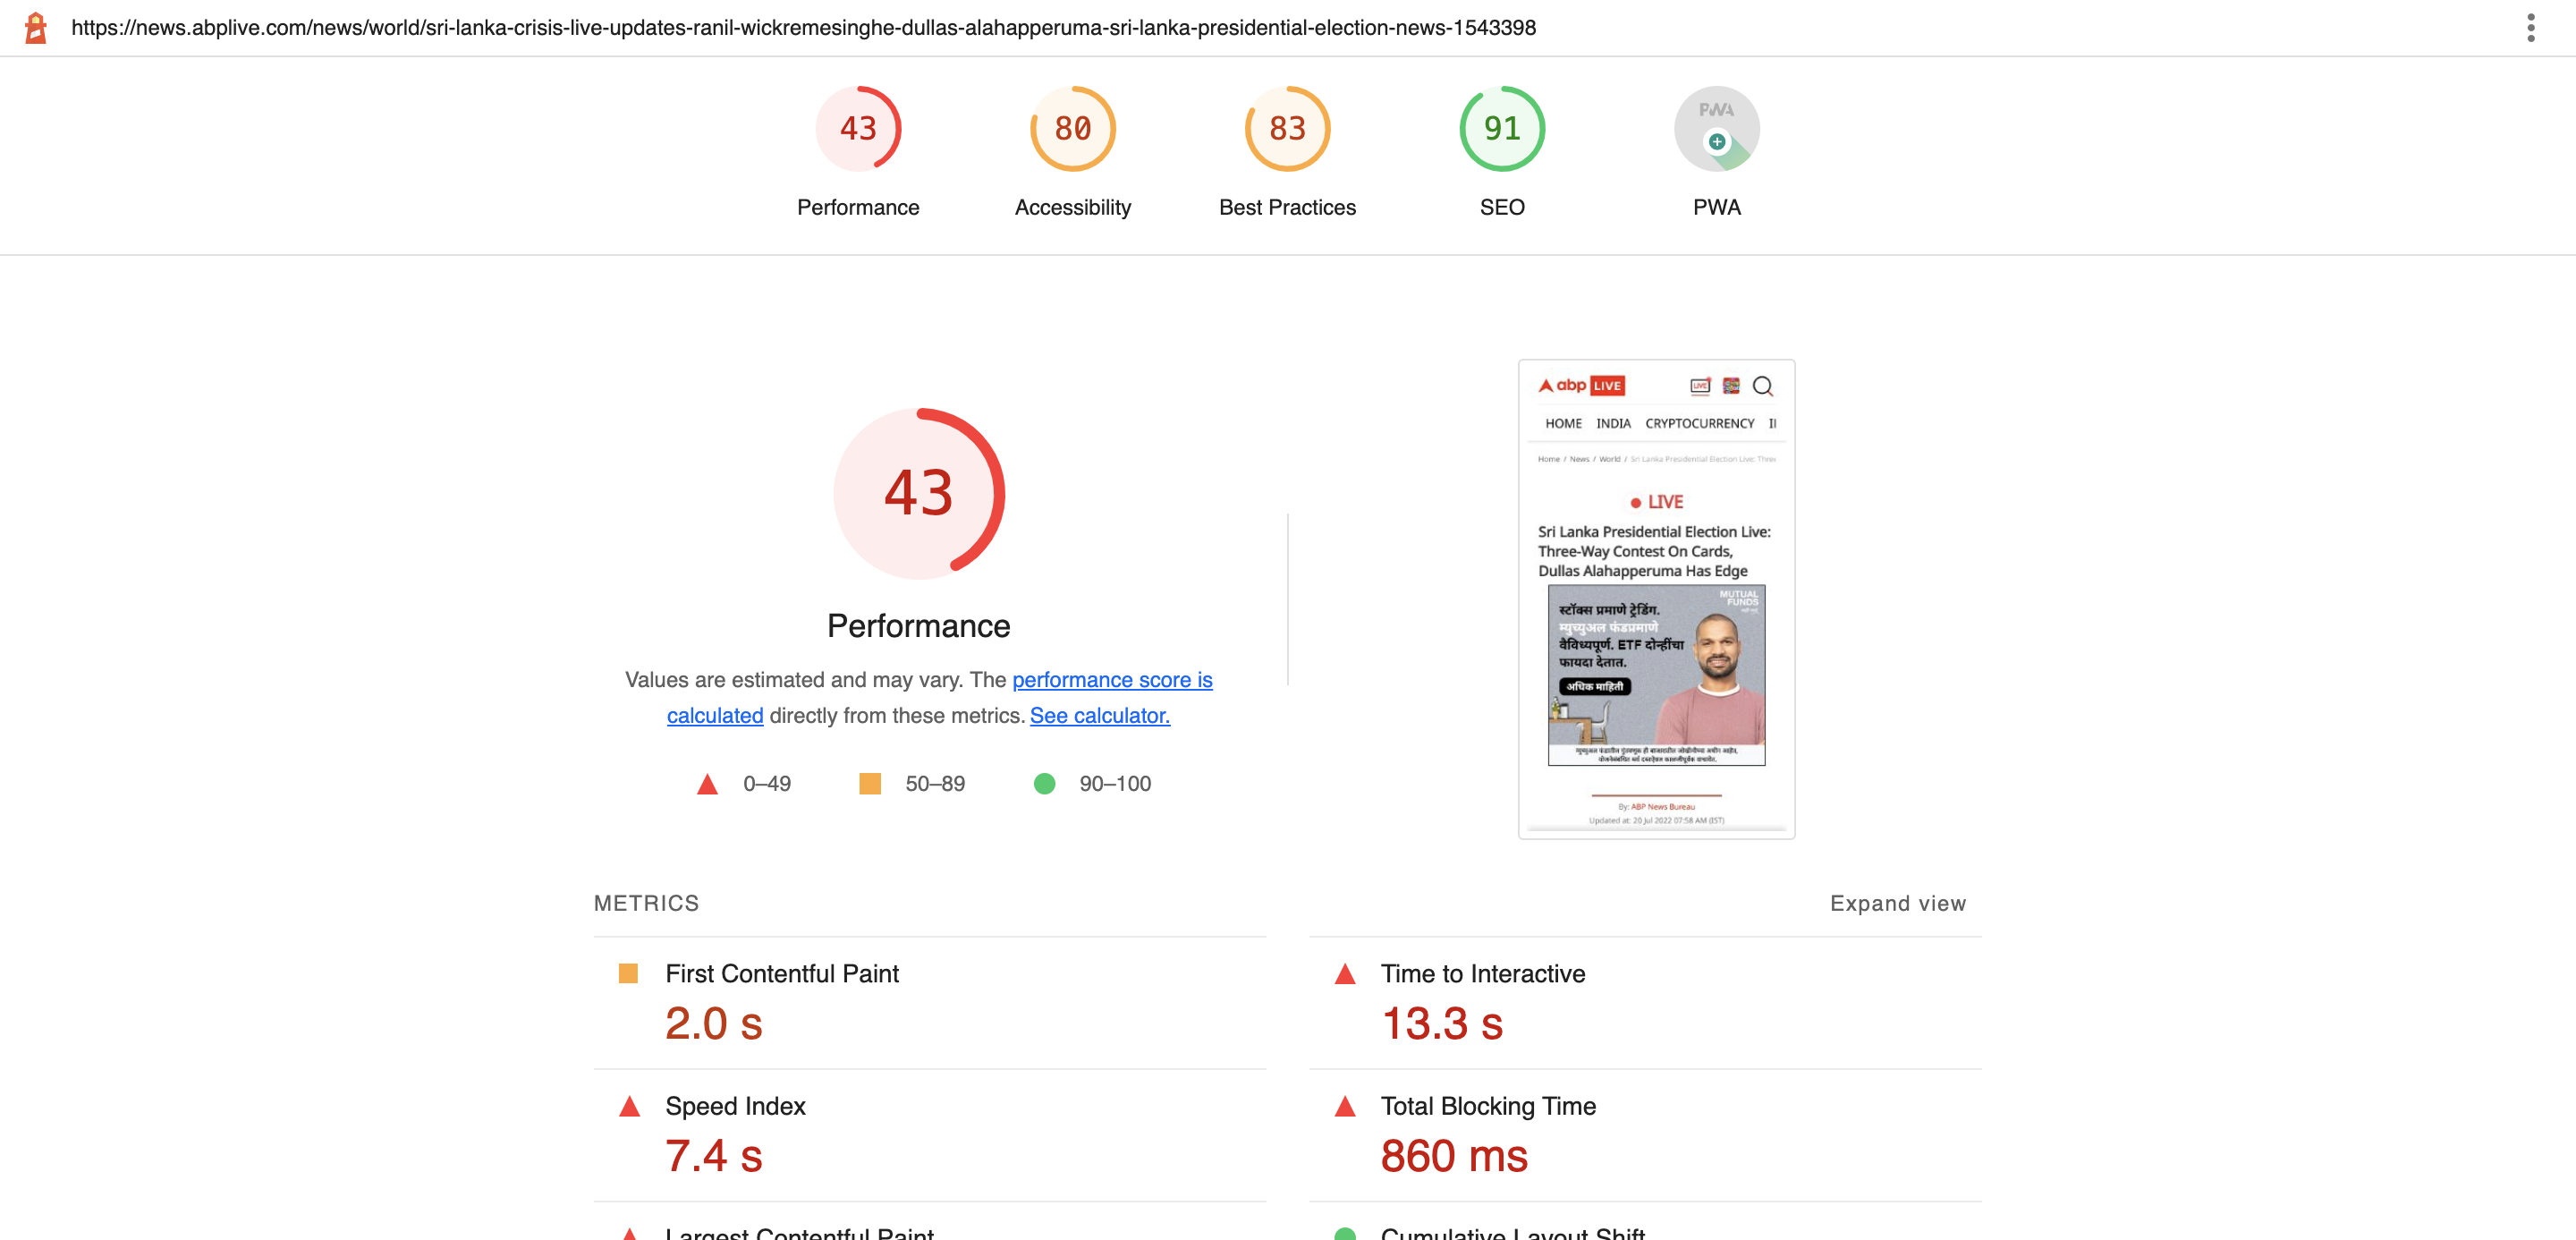 https://news.abplive.com/news/world/sri-lanka-crisis-live-updates-ranil-wickremesinghe-dullas-alahapperuma-sri-lanka-presidential-election-news-1543398
43
80
83
91
PWA
Performance
Accessibility
Best Practices
SEO
PWA
43
Performance
Values are estimated and may vary. The performance score is
calculated directly from these metrics. See calculator.
0–49
50–89
90–100
abp LIVE
LIVE
HOME INDIA CRYPTOCURRENCY
Home / News / World / Sri Lanka Presidential Election Live: Three
LIVE
Sri Lanka Presidential Election Live:
Three-Way Contest On Cards,
Dullas Alahapperuma Has Edge
MUTUAL
FUNDS
स्टॉक्स प्रमाणे ट्रेडिंग.
म्युच्युअल फंडप्रमाणे
वैविध्यपूर्ण. ETF दोन्हींचा
फायदा देतात.
अधिक माहिती
By: ABP News Bureau
Updated at: 20 Jul 2022 07:58 AM (IST)
METRICS
Expand view
First Contentful Paint
2.0 s
Time to Interactive
13.3 s
Speed Index
7.4 s
Total Blocking Time
860 ms
Largest Contentful Paint
Cumulative Layout Shift